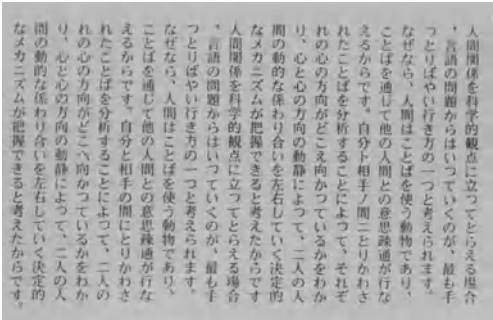 人間関係を科学的観点に立つてとらえる場合
、言語の問題からはいつていくのが、最も手
つとりばやい行き方の一つと考えられます。
なぜなら、人間はことばを使う動物であり、
ことばを通じて他の人間との意思疎通が行な
えるからです。自分ト相手ノ間ニとりかわさ
れたことばを分析することによつて、それぞ
れの心の方向がどこえ向かつているかをわか
り、心と心の方向の動静によつて、二人の人
間の動的な係わり合いを左右していく決定的
なメカニズムが把握できると考えたからです
人間関係を科学的観点に立つてとらえる場合
、言語の問題からはいつていくのが、最も手
つとりばやい行き方の一つと考えられます。
なぜなら、人間はことばを使う動物であり、
ことばを通じて他の人間との意思疎通が行な
えるからです。自分と相手の間にとりかわさ
れたことばを分析することによつて、二人の
れの心の方向がどこへ向かつているかをわか
り、心と心の方向の動静によつて、二人の人
間の動的な係わり合いを左右していく決定的
なメカニズムが把握できると考えたからです。